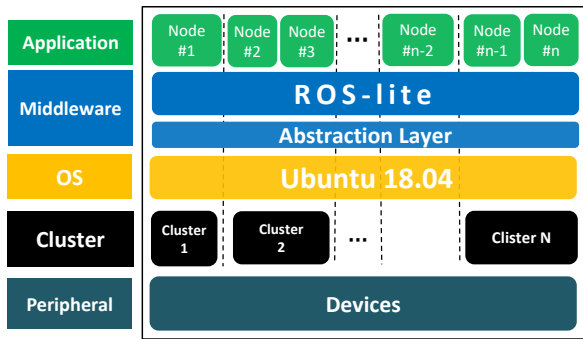 Application
Node
#1
Node
#2
Node
#3
...
Node
#n-2
Node
#n-1
Node
#n
Middleware
ROS-lite
Abstraction Layer
OS
Ubuntu 18.04
Cluster
Cluster
1
Cluster
2
...
Clister N
Peripheral
Devices